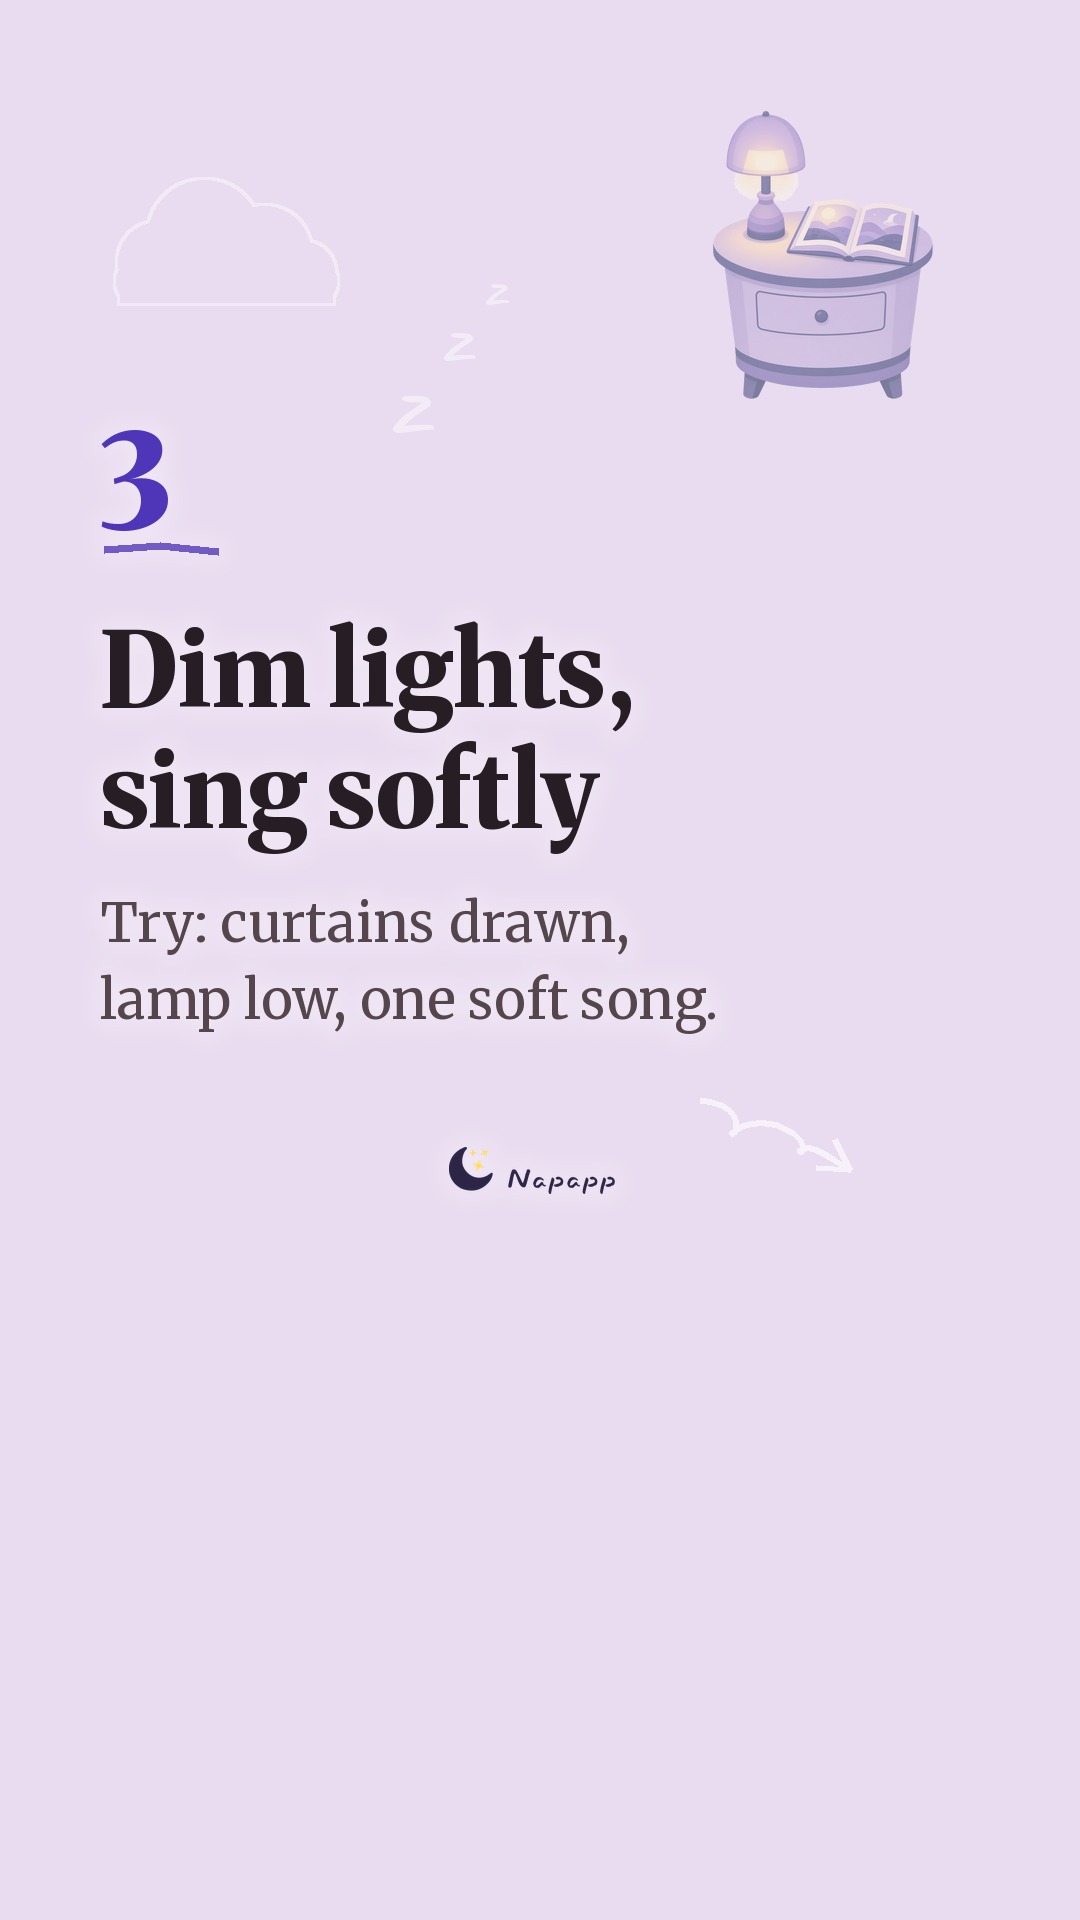 z
z
z
3
Dim lights,
sing softly
Try: curtains drawn,
lamp low, one soft song.
Napapp